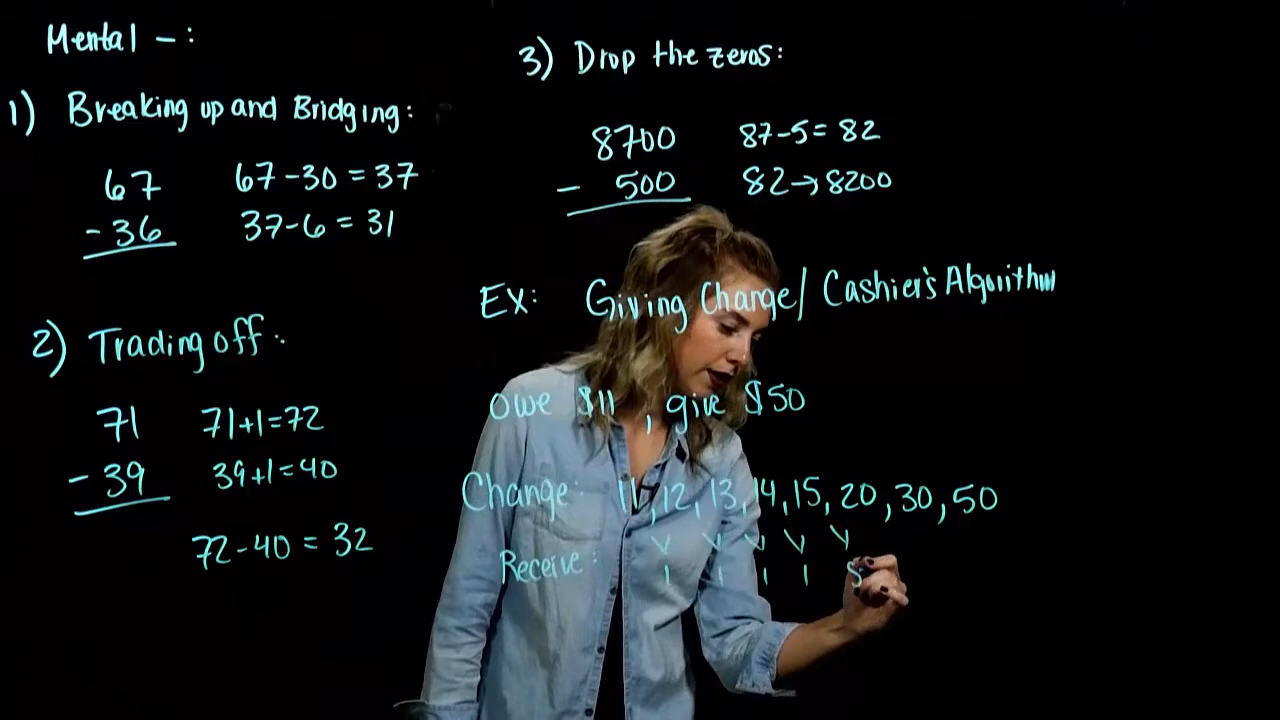 Mental - :
1) Breaking up and Bridging:
67
- 36
67-30 = 37
37-6 = 31
2) Trading off:
71
- 39
71+1=72
39+1=40
72-40 = 32
3) Drop the zeros:
8700
- 500
87-5= 82
82→8200
Ex: Giving Change/ Cashier's Algorithm
Owe $11, give $50
Change: 11, 12, 13, 14, 15, 20, 30, 50
Receive: 1 1 1 1 5